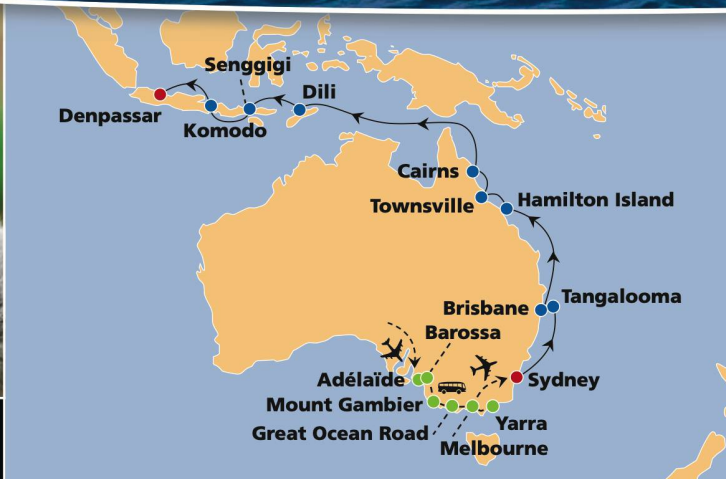 Senggigi
Dili
Denpassar
Komodo
Cairns
Townsville
Hamilton Island
Brisbane
Tangalooma
Barossa
Adélaïde
Sydney
Mount Gambier
Great Ocean Road
Yarra
Melbourne